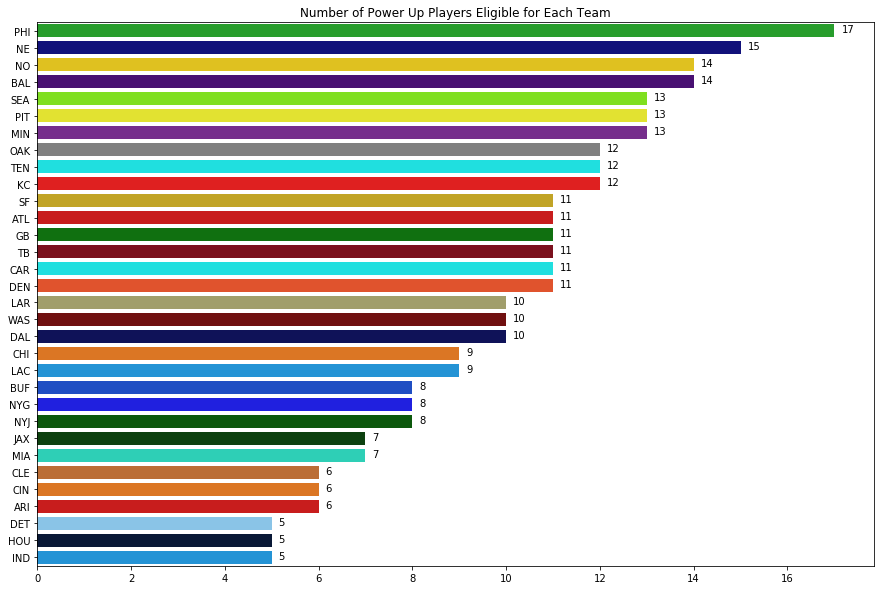 Number of Power Up Players Eligible for Each Team
PHI 17
NE 15
NO 14
BAL 14
SEA 13
PIT 13
MIN 13
OAK 12
TEN 12
KC 12
SF 11
ATL 11
GB 11
TB 11
CAR 11
DEN 11
LAR 10
WAS 10
DAL 10
CHI 9
LAC 9
BUF 8
NYG 8
NYJ 8
JAX 7
MIA 7
CLE 6
CIN 6
ARI 6
DET 5
HOU 5
IND 5
0 2 4 6 8 10 12 14 16